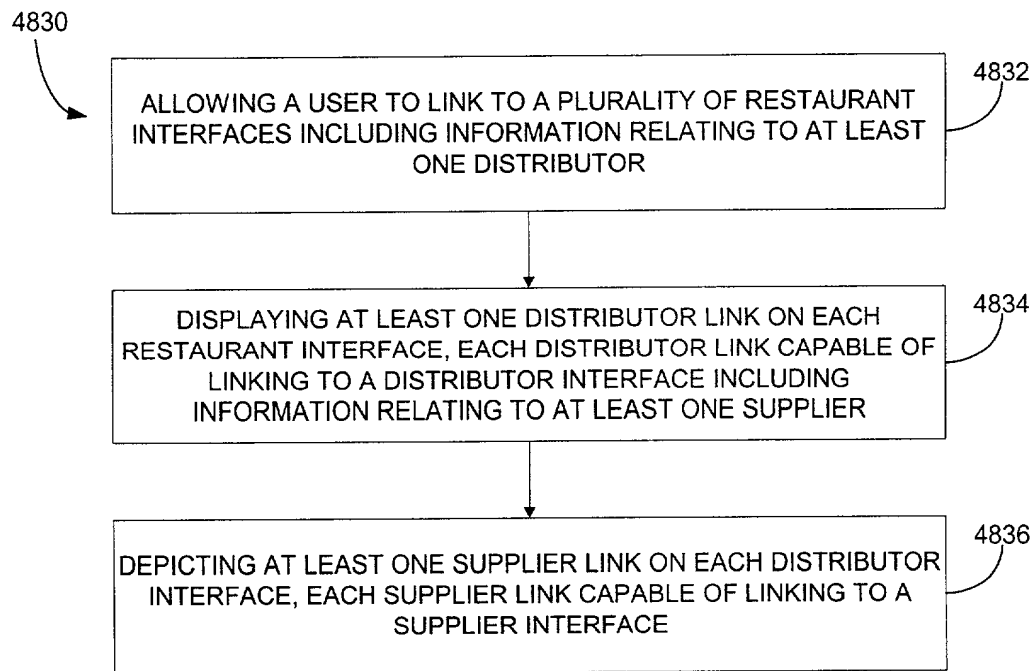 4830
4832
ALLOWING A USER TO LINK TO A PLURALITY OF RESTAURANT
INTERFACES INCLUDING INFORMATION RELATING TO AT LEAST
ONE DISTRIBUTOR
4834
DISPLAYING AT LEAST ONE DISTRIBUTOR LINK ON EACH
RESTAURANT INTERFACE, EACH DISTRIBUTOR LINK CAPABLE OF
LINKING TO A DISTRIBUTOR INTERFACE INCLUDING
INFORMATION RELATING TO AT LEAST ONE SUPPLIER
4836
DEPICTING AT LEAST ONE SUPPLIER LINK ON EACH DISTRIBUTOR
INTERFACE, EACH SUPPLIER LINK CAPABLE OF LINKING TO A
SUPPLIER INTERFACE